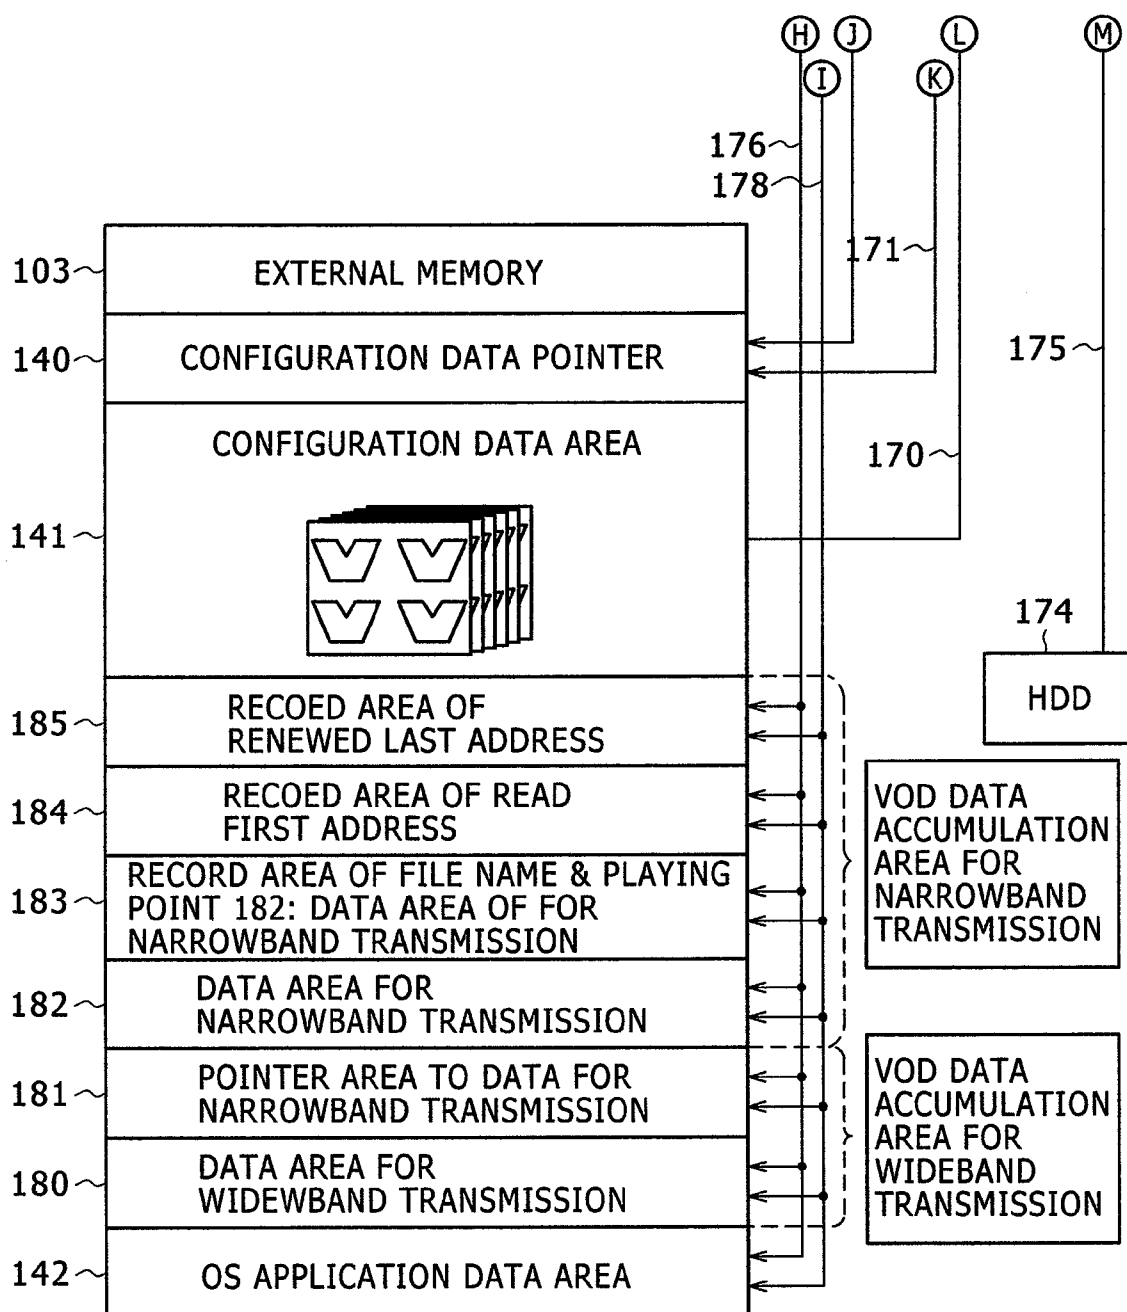 H
J
L
M
I
K
176
178
171
103
EXTERNAL MEMORY
140
CONFIGURATION DATA POINTER
175
CONFIGURATION DATA AREA
170
141
174
HDD
185
RECOED AREA OF
RENEWED LAST ADDRESS
184
RECOED AREA OF READ
FIRST ADDRESS
VOD DATA
ACCUMULATION
AREA FOR
NARROWBAND
TRANSMISSION
183
RECORD AREA OF FILE NAME & PLAYING
POINT 182: DATA AREA OF FOR
NARROWBAND TRANSMISSION
182
DATA AREA FOR
NARROWBAND TRANSMISSION
181
POINTER AREA TO DATA FOR
NARROWBAND TRANSMISSION
VOD DATA
ACCUMULATION
AREA FOR
WIDEBAND
TRANSMISSION
180
DATA AREA FOR
WIDEWBAND TRANSMISSION
142
OS APPLICATION DATA AREA